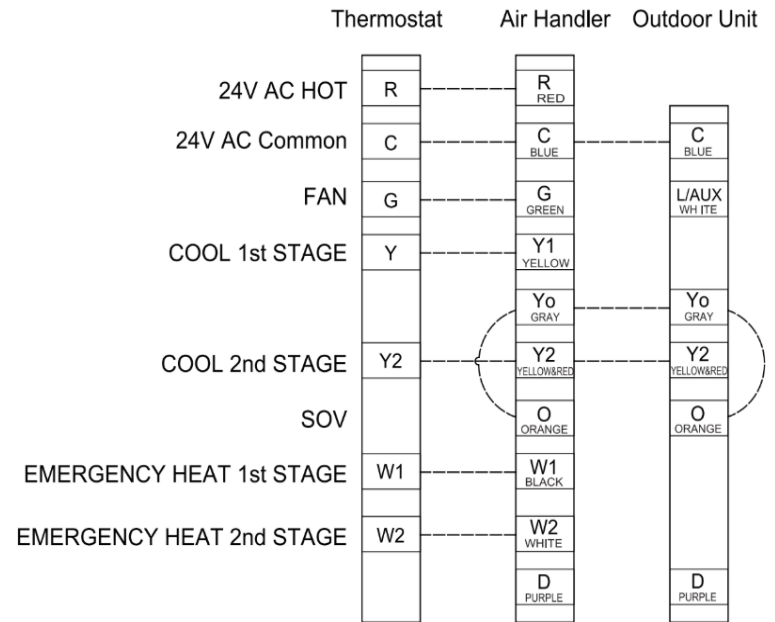 Thermostat Air Handler Outdoor Unit
24V AC HOT R R
RED
24V AC Common C C C
BLUE BLUE
FAN G G L/AUX
GREEN WH ITE
COOL 1st STAGE Y Y1
YELLOW
Yo Yo
GRAY GRAY
COOL 2nd STAGE Y2 Y2 Y2
YELLOW&RED YELLOW&RED
SOV O O
ORANGE ORANGE
EMERGENCY HEAT 1st STAGE W1 W1
BLACK
EMERGENCY HEAT 2nd STAGE W2 W2
WHITE
D D
PURPLE PURPLE